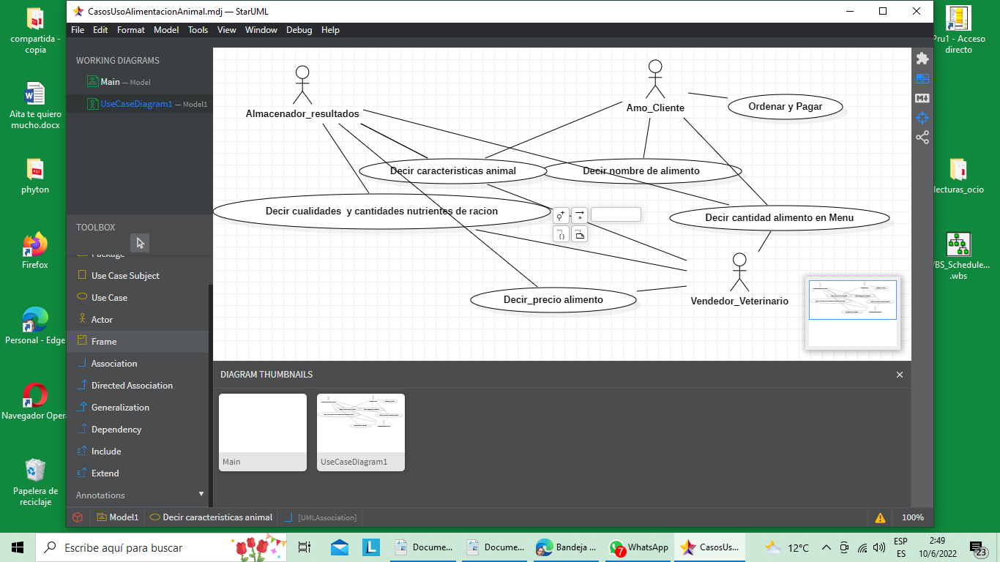 CasosUsoAlimentacionAnimal.mdj — StarUML
File Edit Format Model Tools View Window Debug Help
compartida - copia
Aita te quiero mucho.docx
phyton
Firefox
Personal - Edge
Navegador Oper
Papelera de reciclaje
WORKING DIAGRAMS
Main — Model
UseCaseDiagram1 — Model1
TOOLBOX
Package
Use Case Subject
Use Case
Actor
Frame
Association
Directed Association
Generalization
Dependency
Include
Extend
Annotations
Almacenador_resultados
Amo_Cliente
Ordenar y Pagar
Decir caracteristicas animal
Decir nombre de alimento
Decir cualidades y cantidades nutrientes de racion
Decir cantidad alimento en Menu
Decir_precio alimento
Vendedor_Veterinario
M
DIAGRAM THUMBNAILS
Main
UseCaseDiagram1
Model1
Decir caracteristicas animal
[UMLAssociation]
100%
Pru1 - Acceso directo
lecturas_ocio
BS_Schedule... .wbs
Escribe aquí para buscar
L
Docume...
Docume...
Bandeja ...
7
WhatsApp
CasosUs...
12°C
ESP
ES
2:49
10/6/2022
23